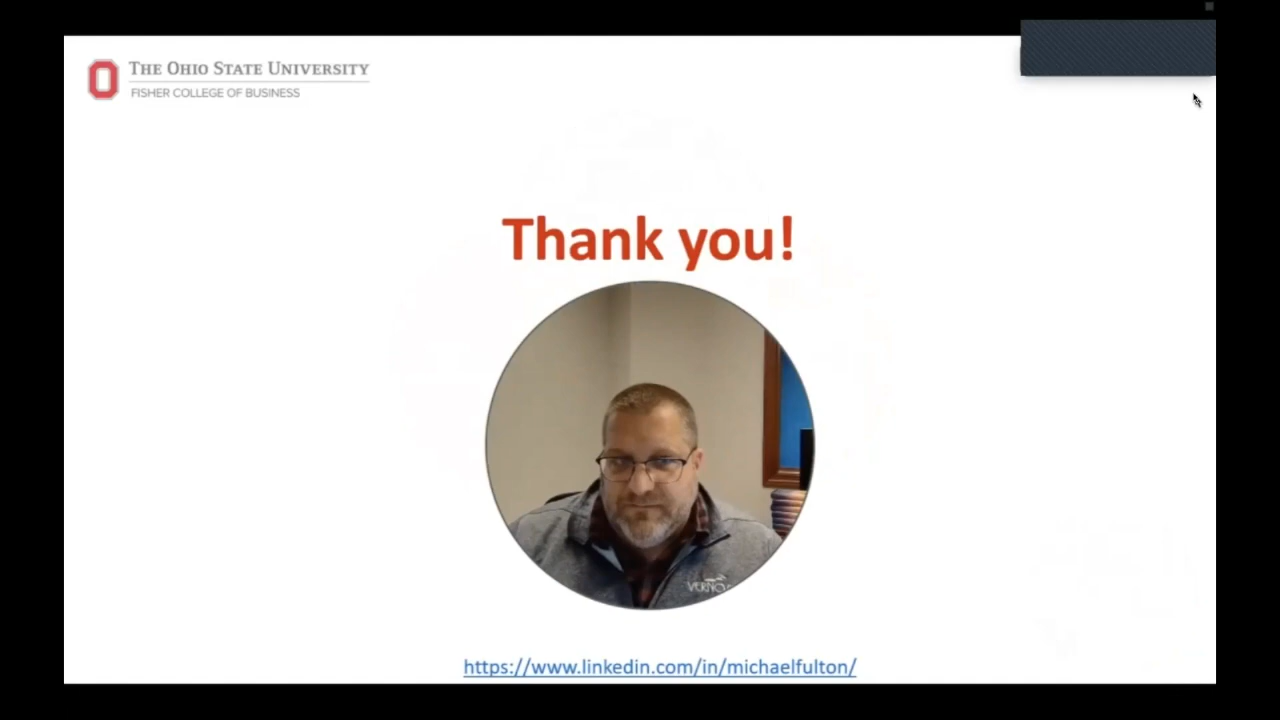 THE OHIO STATE UNIVERSITY
FISHER COLLEGE OF BUSINESS
Thank you!
https://www.linkedin.com/in/michaelfulton/